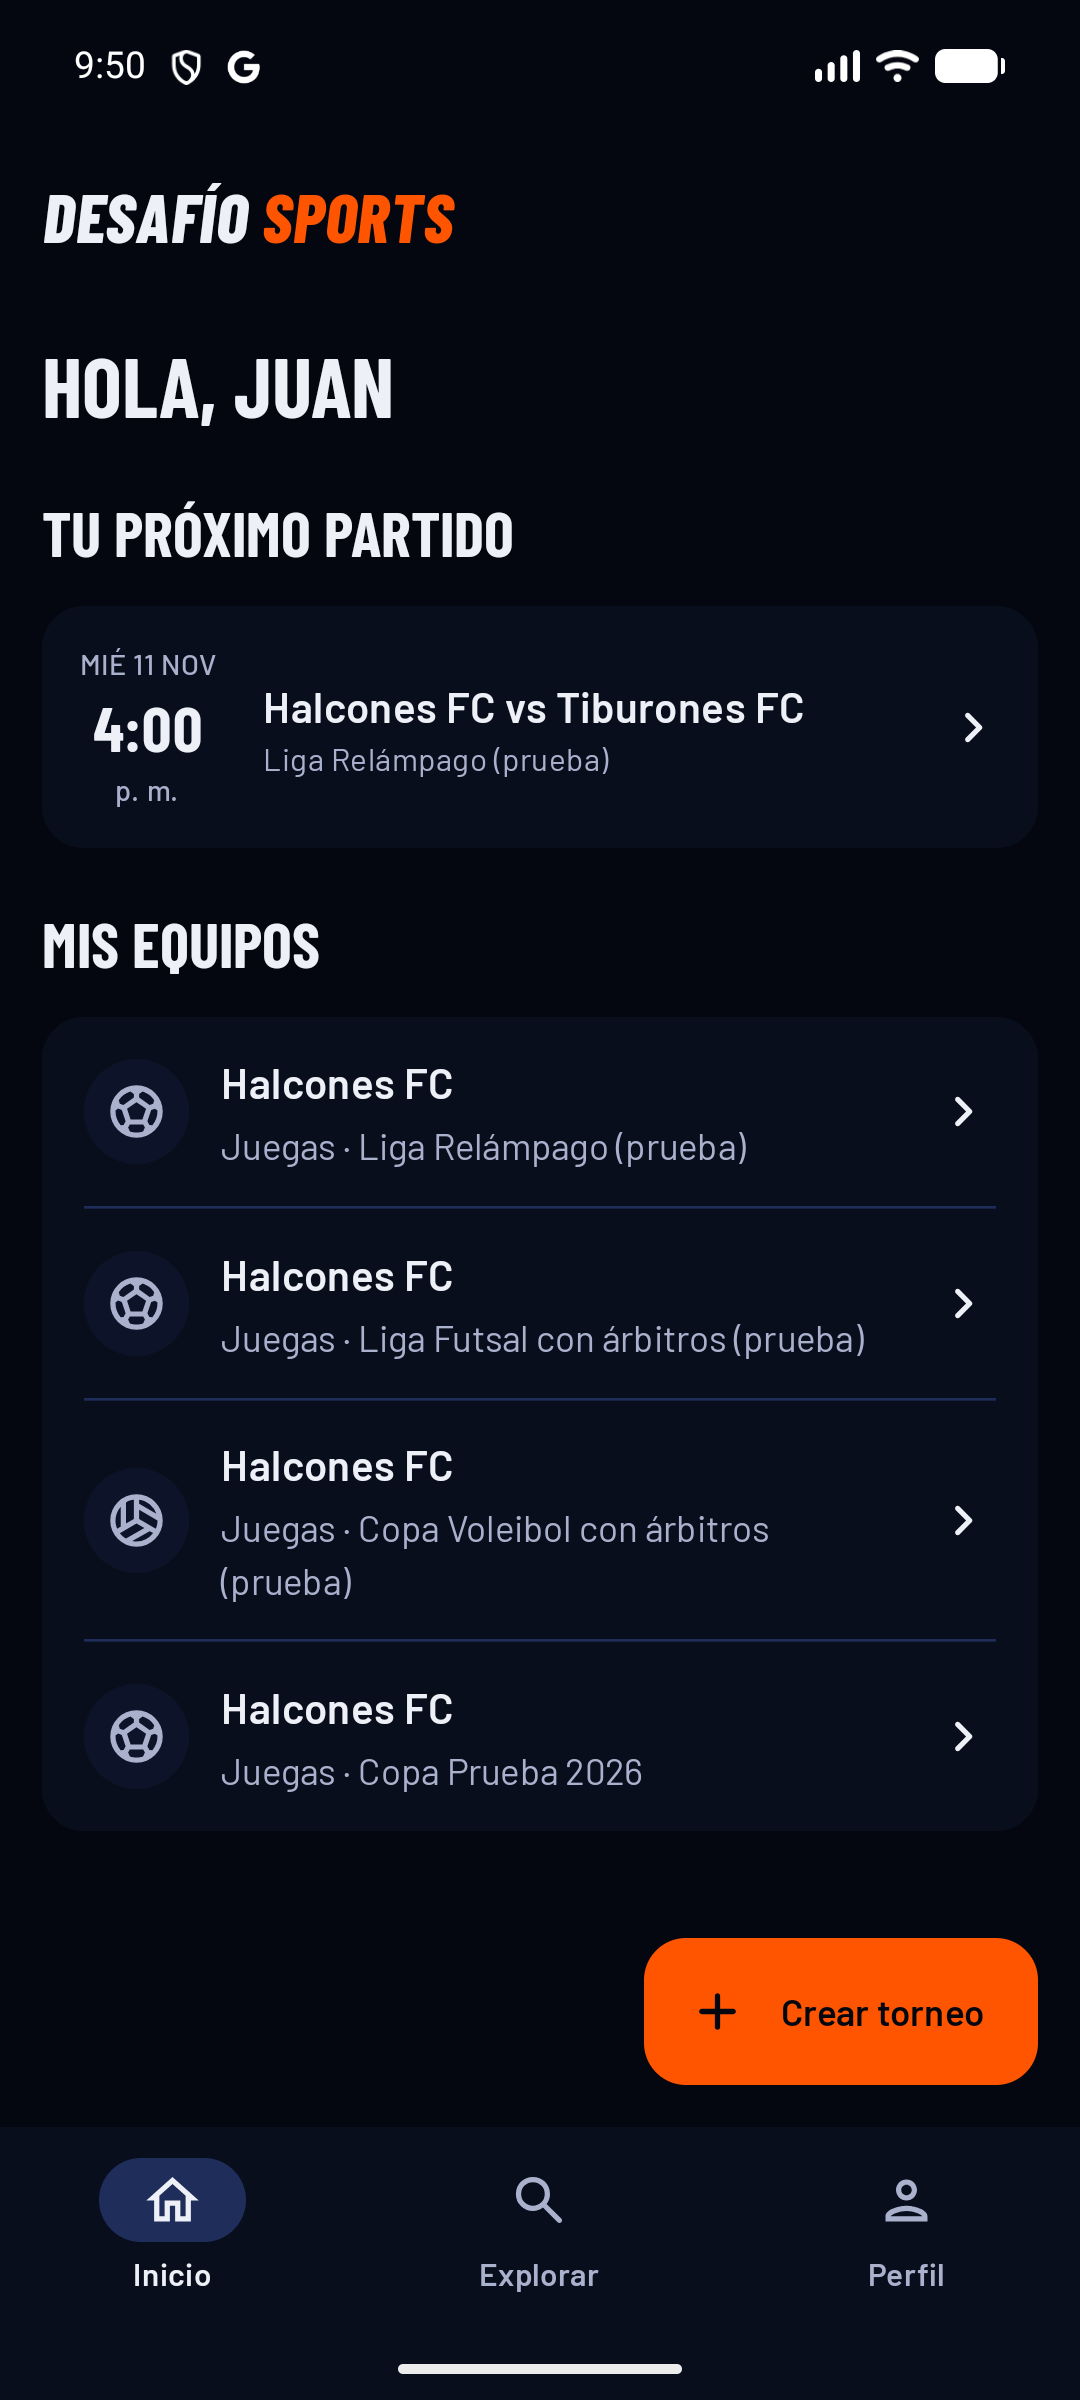 9:50
DESAFÍO SPORTS
HOLA, JUAN
TU PRÓXIMO PARTIDO
MIÉ 11 NOV
4:00
p. m.
Halcones FC vs Tiburones FC
Liga Relámpago (prueba)
MIS EQUIPOS
Halcones FC
Juegas · Liga Relámpago (prueba)
Halcones FC
Juegas · Liga Futsal con árbitros (prueba)
Halcones FC
Juegas · Copa Voleibol con árbitros
(prueba)
Halcones FC
Juegas · Copa Prueba 2026
Crear torneo
Inicio
Explorar
Perfil